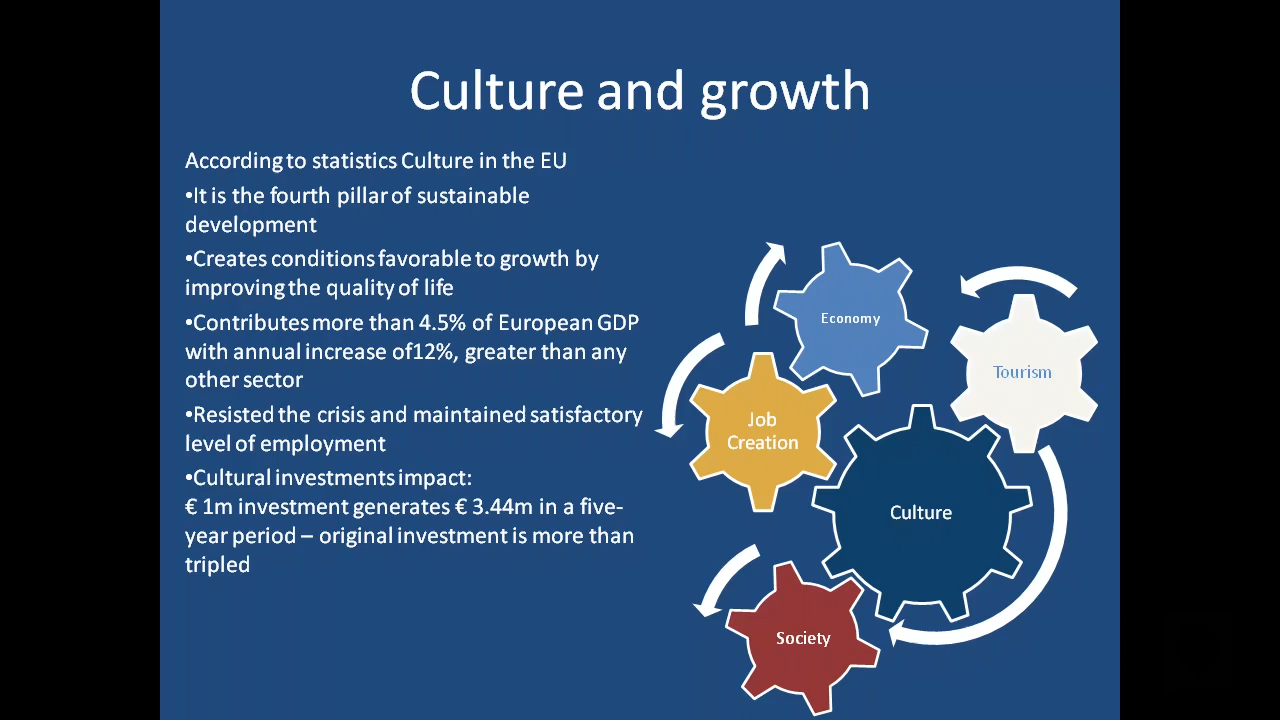 Culture and growth
According to statistics Culture in the EU
•It is the fourth pillar of sustainable
development
•Creates conditions favorable to growth by
improving the quality of life
•Contributes more than 4.5% of European GDP
with annual increase of12%, greater than any
other sector
•Resisted the crisis and maintained satisfactory
level of employment
•Cultural investments impact:
€ 1m investment generates € 3.44m in a five-
year period – original investment is more than
tripled
Economy
Tourism
Job
Creation
Culture
Society